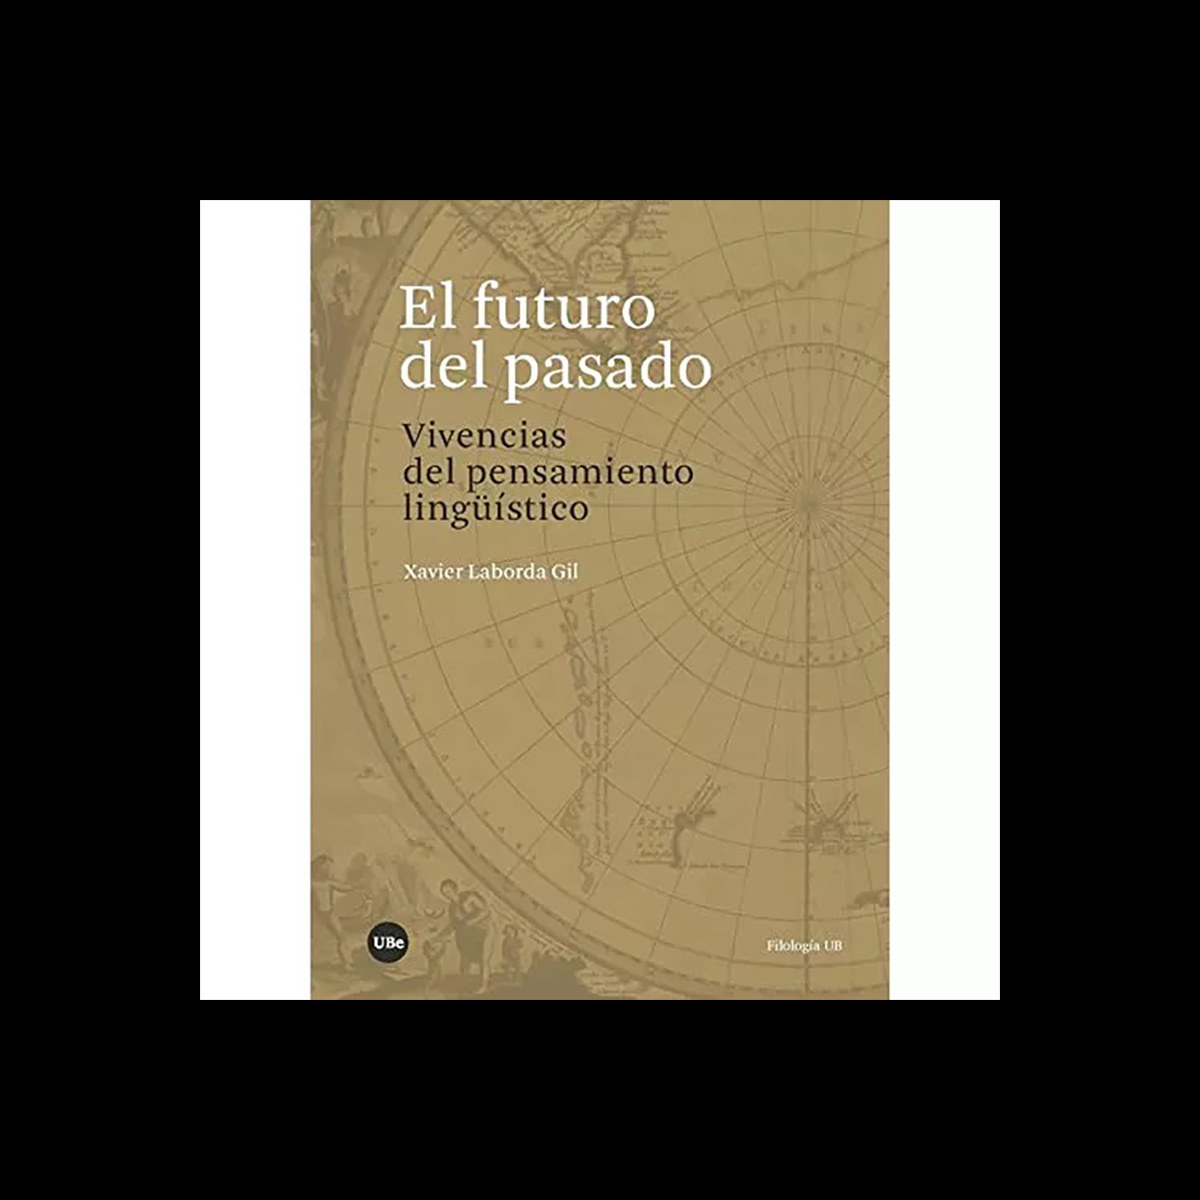 El futuro
del pasado
Vivencias
del pensamiento
lingüístico
Xavier Laborda Gil
UBe
Filología UB